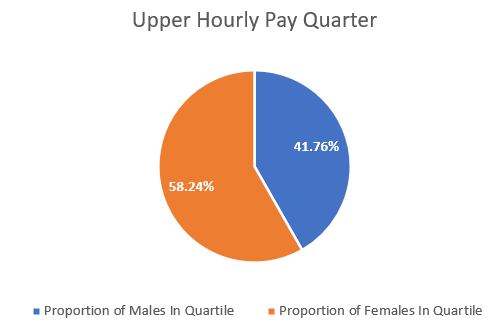 Upper Hourly Pay Quarter
41.76%
58.24%
Proportion of Males In Quartile
Proportion of Females In Quartile